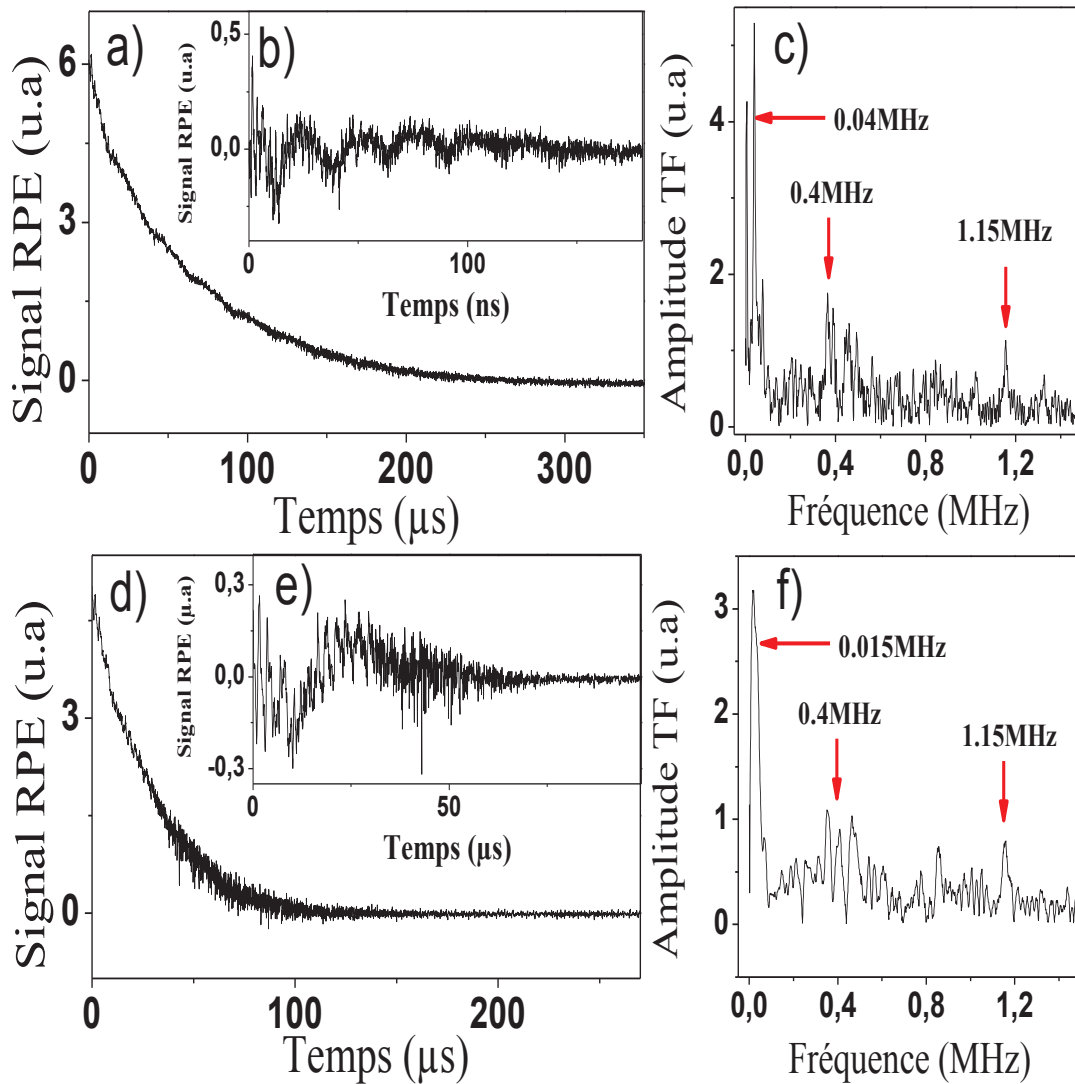 a)
Signal RPE (u.a)
6
3
0
0
100
200
300
Temps (µs)
b)
Signal RPE (u.a)
0,5
0,0
0
100
Temps (ns)
c)
Amplitude TF (u.a)
4
2
0
0.04MHz
0.4MHz
1.15MHz
0,0
0,4
0,8
1,2
Fréquence (MHz)
d)
Signal RPE (u.a)
3
0
0
100
200
Temps (µs)
e)
Signal RPE (µ.a)
0,3
0,0
-0,3
0
50
Temps (µs)
f)
Amplitude TF (u.a)
3
2
1
0
0.015MHz
0.4MHz
1.15MHz
0,0
0,4
0,8
1,2
Fréquence (MHz)